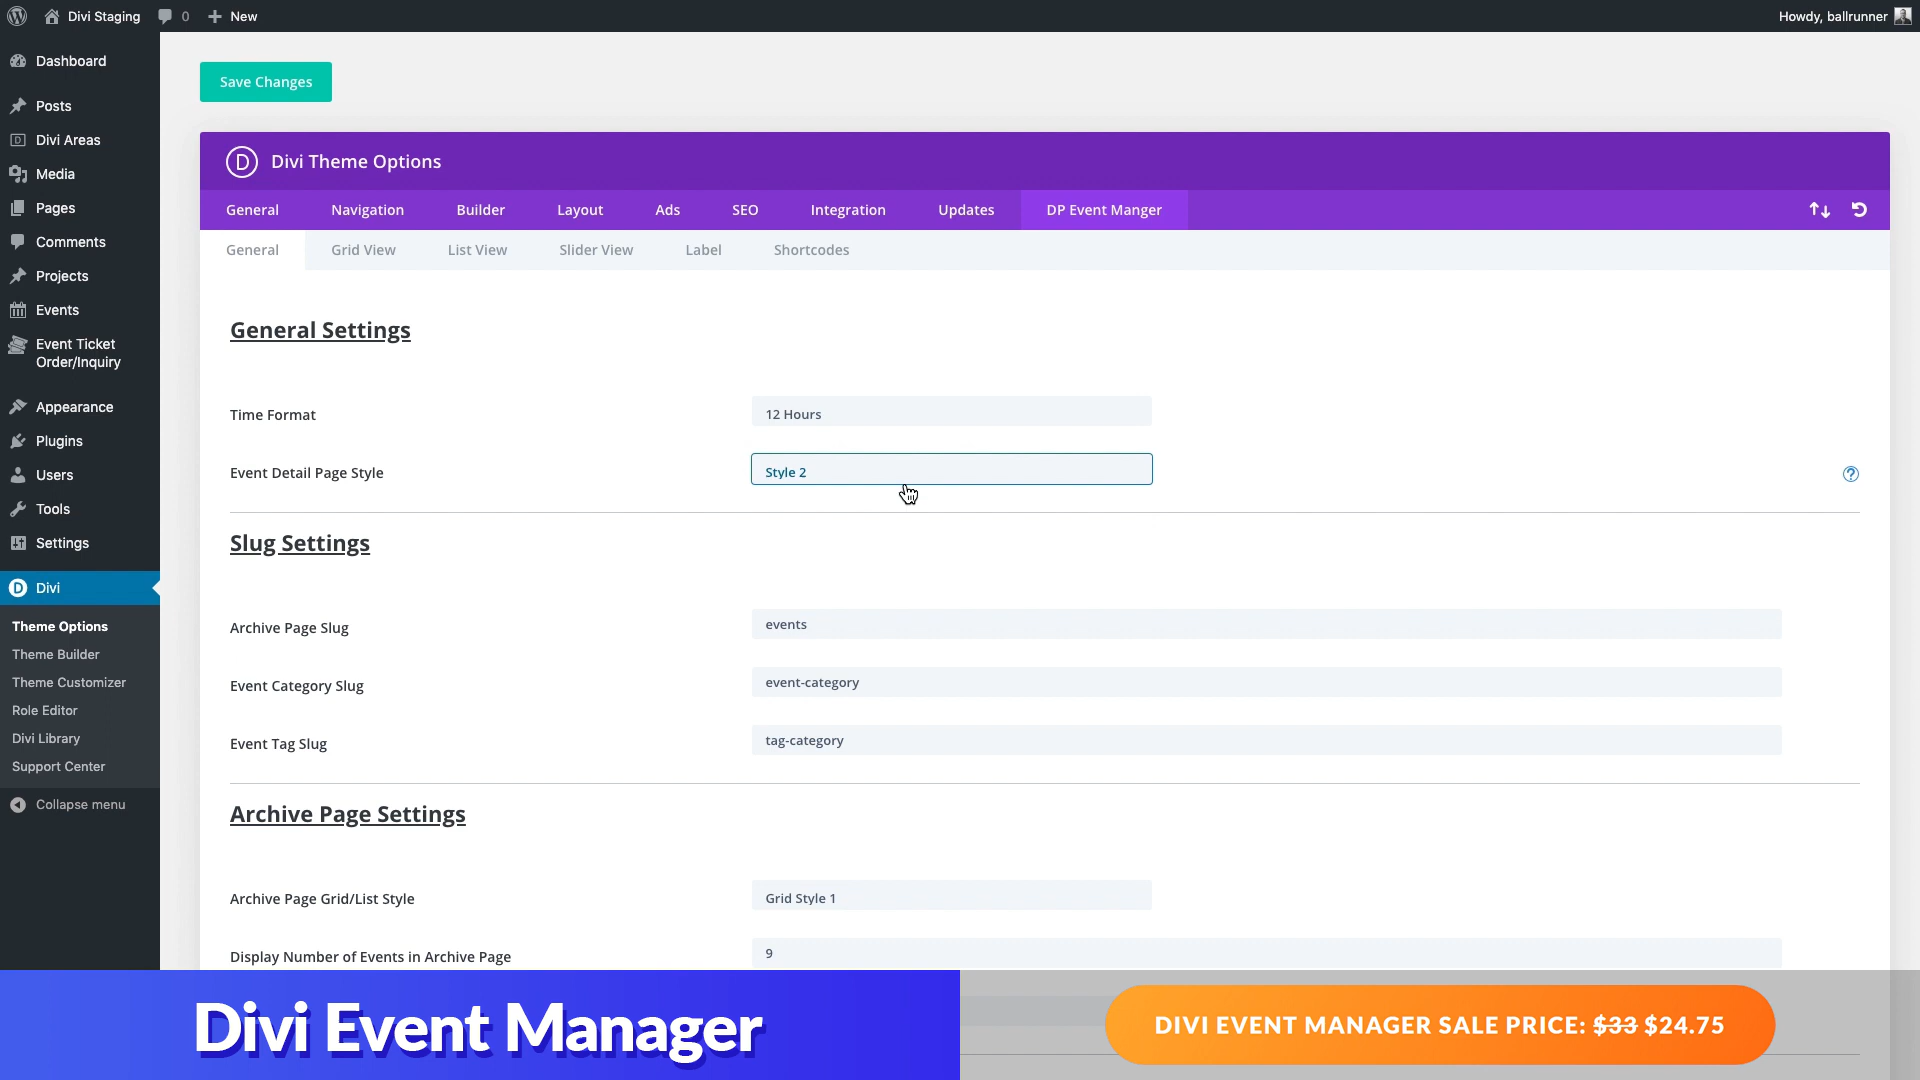 Divi Staging
0
New
Howdy, ballrunner
Dashboard
Posts
Divi Areas
Media
Pages
Comments
Projects
Events
Event Ticket
Order/Inquiry
Appearance
Plugins
Users
Tools
Settings
Divi
Theme Options
Theme Builder
Theme Customizer
Role Editor
Divi Library
Support Center
Collapse menu
Save Changes
D Divi Theme Options
General Navigation Builder Layout Ads SEO Integration Updates DP Event Manger
General Grid View List View Slider View Label Shortcodes
General Settings
Time Format 12 Hours
Event Detail Page Style Style 2 ?
Slug Settings
Archive Page Slug events
Event Category Slug event-category
Event Tag Slug tag-category
Archive Page Settings
Archive Page Grid/List Style Grid Style 1
Display Number of Events in Archive Page 9
Divi Event Manager
DIVI EVENT MANAGER SALE PRICE: $33 $24.75